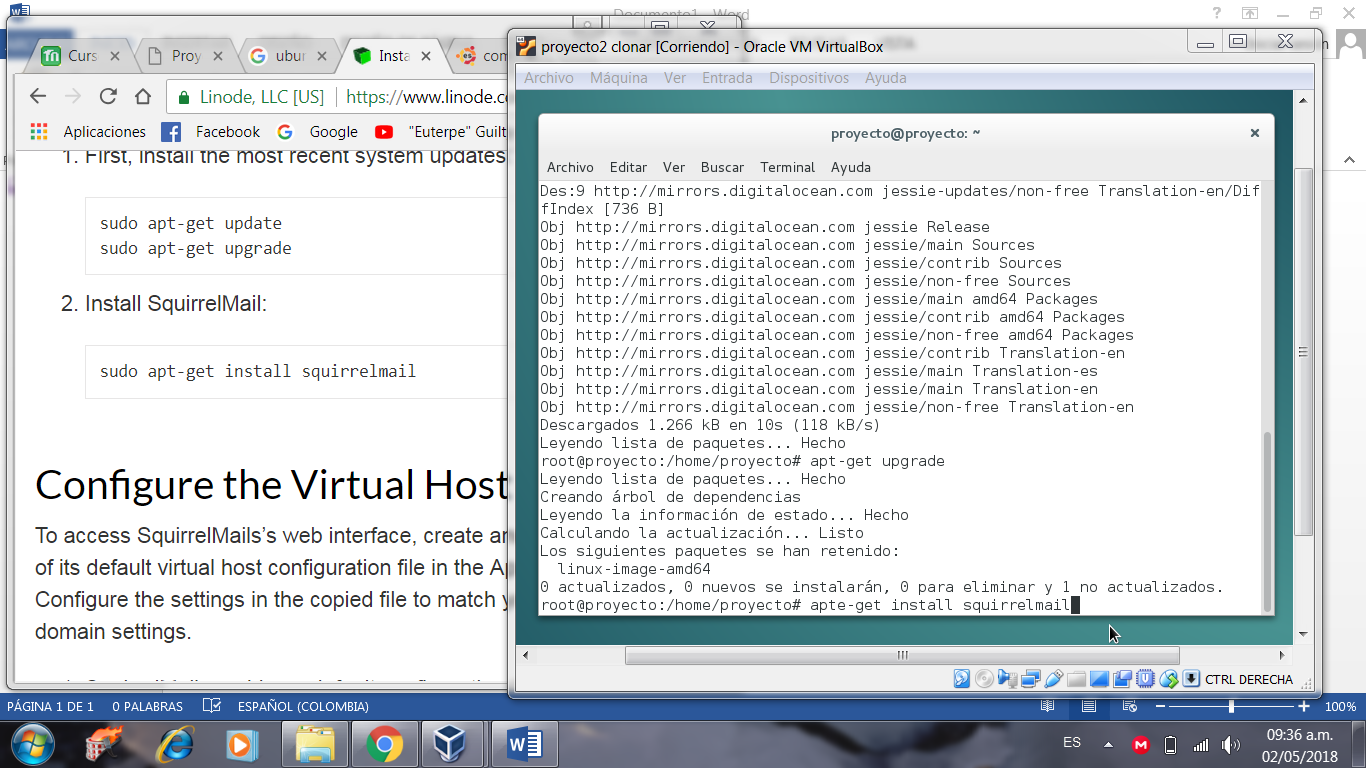 Documento1 - Word
Curs
Proy
ubur
Insta
com
Linode, LLC [US]
https://www.linode.c
Aplicaciones
Facebook
Google
"Euterpe" Guilt
1. First, install the most recent system updates
sudo apt-get update
sudo apt-get upgrade
2. Install SquirrelMail:
sudo apt-get install squirrelmail
Configure the Virtual Host
To access SquirrelMails’s web interface, create an
of its default virtual host configuration file in the Ap
Configure the settings in the copied file to match y
domain settings.
proyecto2 clonar [Corriendo] - Oracle VM VirtualBox
Archivo Máquina Ver Entrada Dispositivos Ayuda
proyecto@proyecto: ~
Archivo Editar Ver Buscar Terminal Ayuda
Des:9 http://mirrors.digitalocean.com jessie-updates/non-free Translation-en/Dif
fIndex [736 B]
Obj http://mirrors.digitalocean.com jessie Release
Obj http://mirrors.digitalocean.com jessie/main Sources
Obj http://mirrors.digitalocean.com jessie/contrib Sources
Obj http://mirrors.digitalocean.com jessie/non-free Sources
Obj http://mirrors.digitalocean.com jessie/main amd64 Packages
Obj http://mirrors.digitalocean.com jessie/contrib amd64 Packages
Obj http://mirrors.digitalocean.com jessie/non-free amd64 Packages
Obj http://mirrors.digitalocean.com jessie/contrib Translation-en
Obj http://mirrors.digitalocean.com jessie/main Translation-es
Obj http://mirrors.digitalocean.com jessie/main Translation-en
Obj http://mirrors.digitalocean.com jessie/non-free Translation-en
Descargados 1.266 kB en 10s (118 kB/s)
Leyendo lista de paquetes... Hecho
root@proyecto:/home/proyecto# apt-get upgrade
Leyendo lista de paquetes... Hecho
Creando árbol de dependencias
Leyendo la información de estado... Hecho
Calculando la actualización... Listo
Los siguientes paquetes se han retenido:
linux-image-amd64
0 actualizados, 0 nuevos se instalarán, 0 para eliminar y 1 no actualizados.
root@proyecto:/home/proyecto# apte-get install squirrelmail
CTRL DERECHA
PÁGINA 1 DE 1 0 PALABRAS ESPAÑOL (COLOMBIA)
100%
ES
09:36 a.m.
02/05/2018